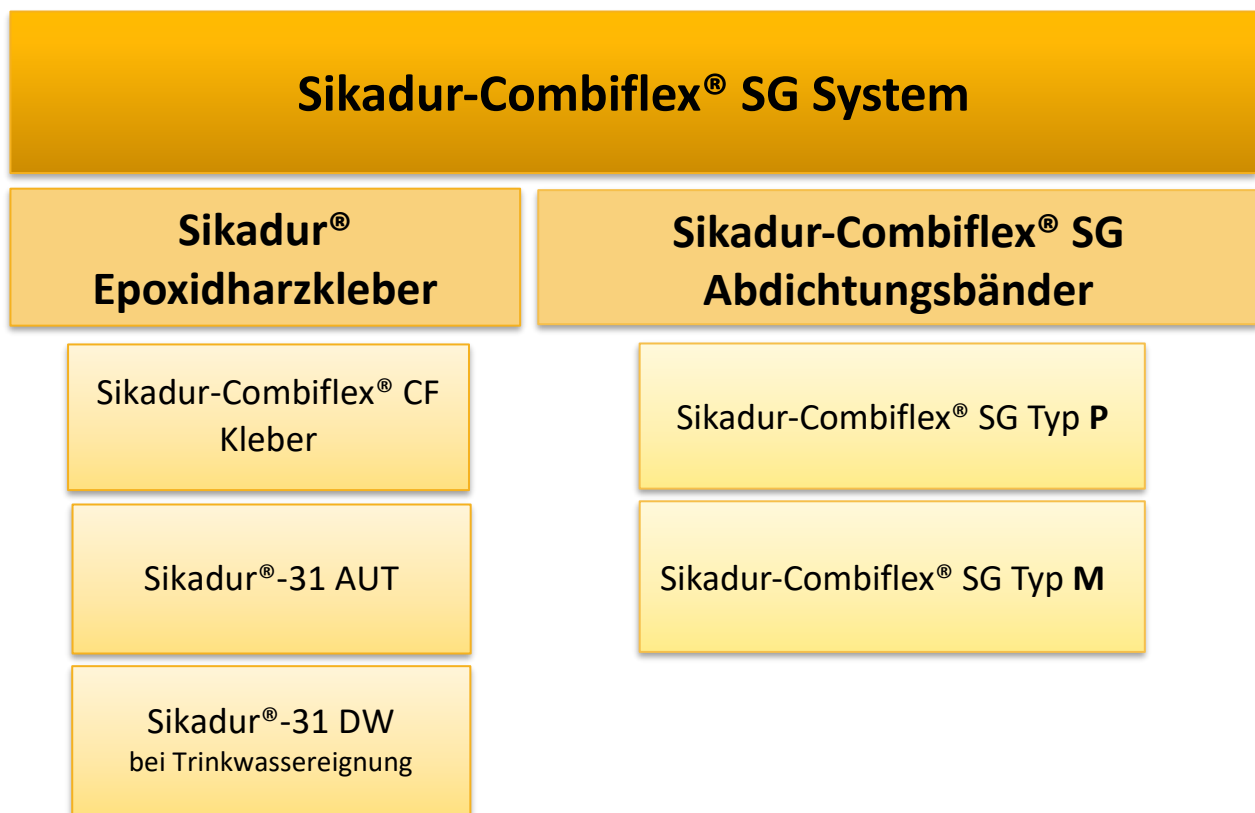 Sikadur-Combiflex® SG System
Sikadur®
Epoxidharzkleber
Sikadur-Combiflex® CF
Kleber
Sikadur®-31 AUT
Sikadur®-31 DW
bei Trinkwassereignung
Sikadur-Combiflex® SG
Abdichtungsbänder
Sikadur-Combiflex® SG Typ P
Sikadur-Combiflex® SG Typ M